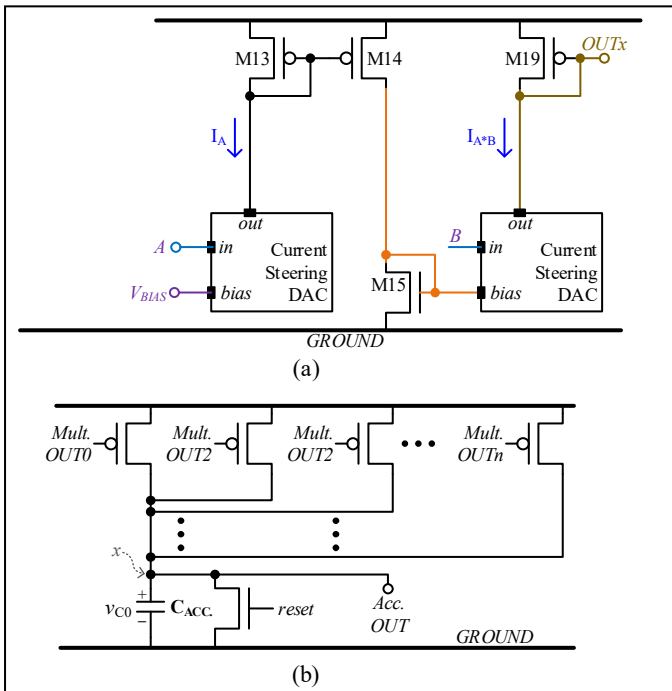 M13
M14
M19
OUTx
I_A
I_A*B
out
out
A
in
Current
Steering
DAC
V_BIAS
bias
M15
B
in
Current
Steering
DAC
bias
GROUND
(a)
Mult.
OUT0
Mult.
OUT2
Mult.
OUT2
Mult.
OUTn
x
+
v_C0
−
C_ACC.
reset
Acc.
OUT
GROUND
(b)